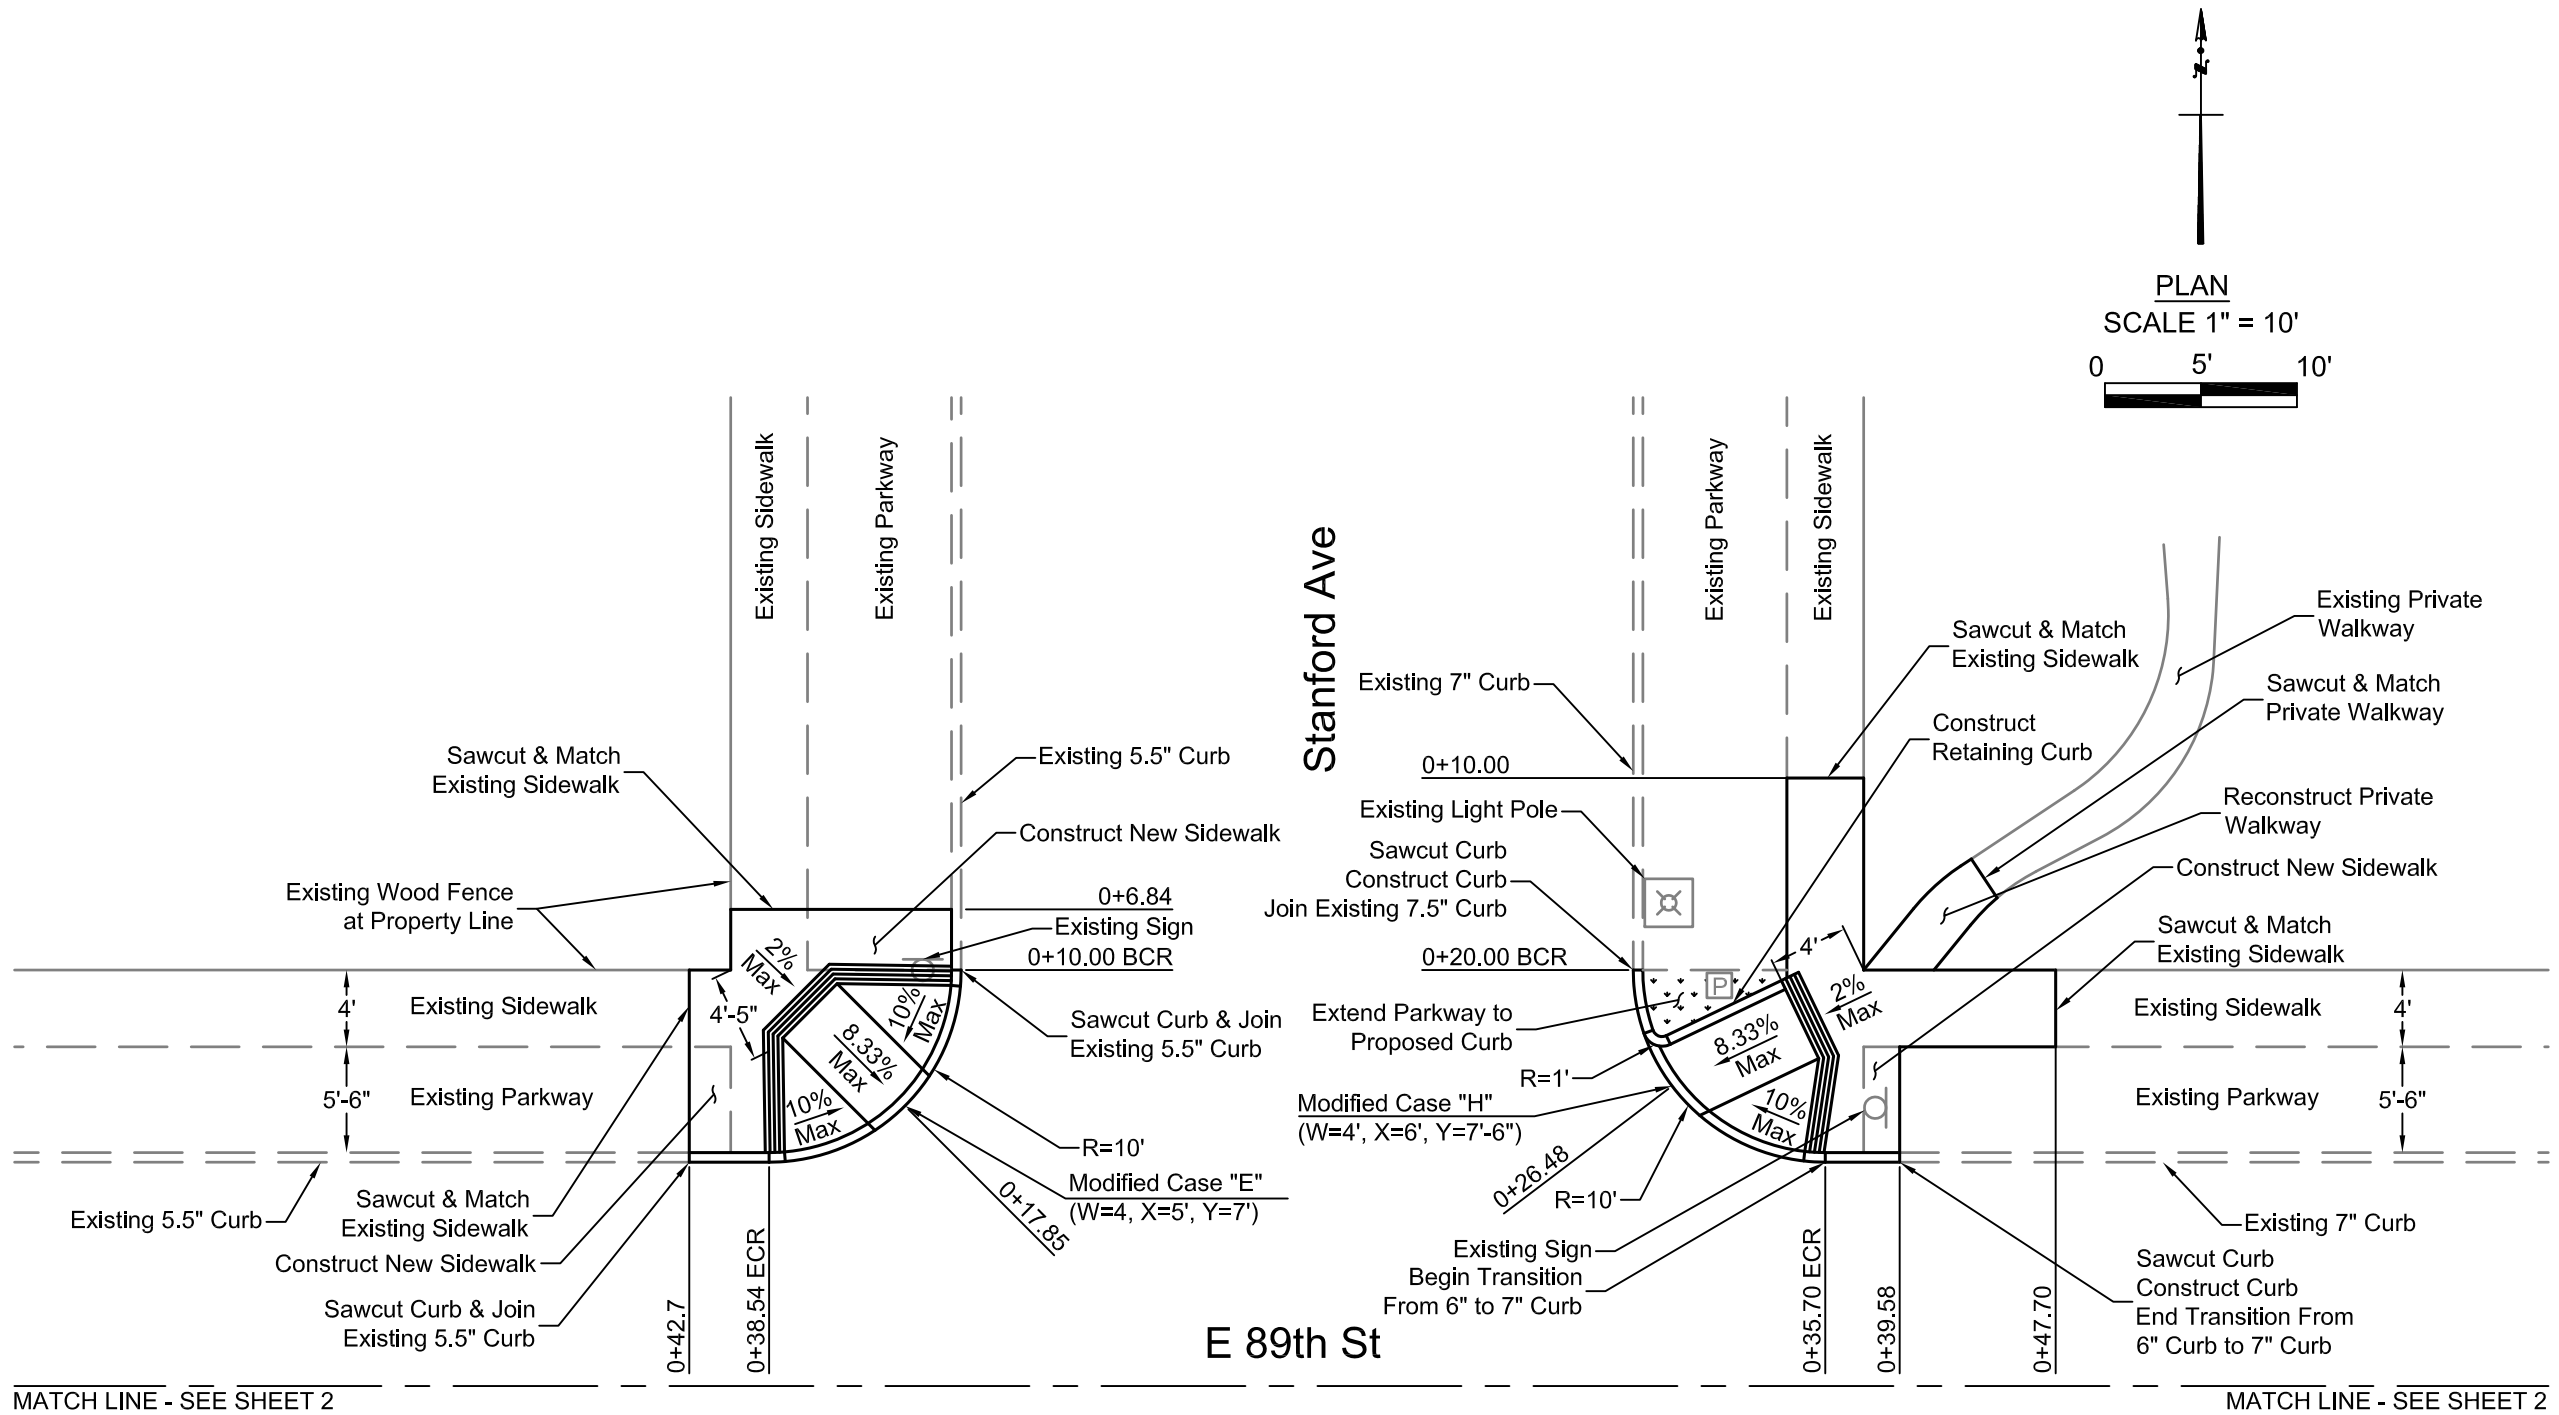 N
PLAN
SCALE 1" = 10'
0 5' 10'
Existing Sidewalk
Existing Parkway
Stanford Ave
Existing Parkway
Existing Sidewalk
Sawcut & Match
Existing Sidewalk
Existing 5.5" Curb
Construct New Sidewalk
Existing Wood Fence
at Property Line
0+6.84
Existing Sign
0+10.00 BCR
2%
Max
4'-5"
10%
Max
8.33%
Max
10%
Max
4'
Existing Sidewalk
5'-6"
Existing Parkway
Sawcut Curb & Join
Existing 5.5" Curb
R=10'
Modified Case "E"
(W=4, X=5', Y=7')
0+17.85
Existing 5.5" Curb
Sawcut & Match
Existing Sidewalk
Construct New Sidewalk
Sawcut Curb & Join
Existing 5.5" Curb
0+42.7
0+38.54 ECR
E 89th St
Existing 7" Curb
0+10.00
Existing Light Pole
Sawcut Curb
Construct Curb
Join Existing 7.5" Curb
0+20.00 BCR
Extend Parkway to
Proposed Curb
R=1'
Modified Case "H"
(W=4', X=6', Y=7'-6")
0+26.48
R=10'
Existing Sign
Begin Transition
From 6" to 7" Curb
P
4'
2%
Max
8.33%
Max
10%
Max
Sawcut & Match
Existing Sidewalk
Construct
Retaining Curb
Existing Private
Walkway
Sawcut & Match
Private Walkway
Reconstruct Private
Walkway
Construct New Sidewalk
Sawcut & Match
Existing Sidewalk
Existing Sidewalk
4'
Existing Parkway
5'-6"
Existing 7" Curb
Sawcut Curb
Construct Curb
End Transition From
6" Curb to 7" Curb
0+35.70 ECR
0+39.58
0+47.70
MATCH LINE - SEE SHEET 2
MATCH LINE - SEE SHEET 2